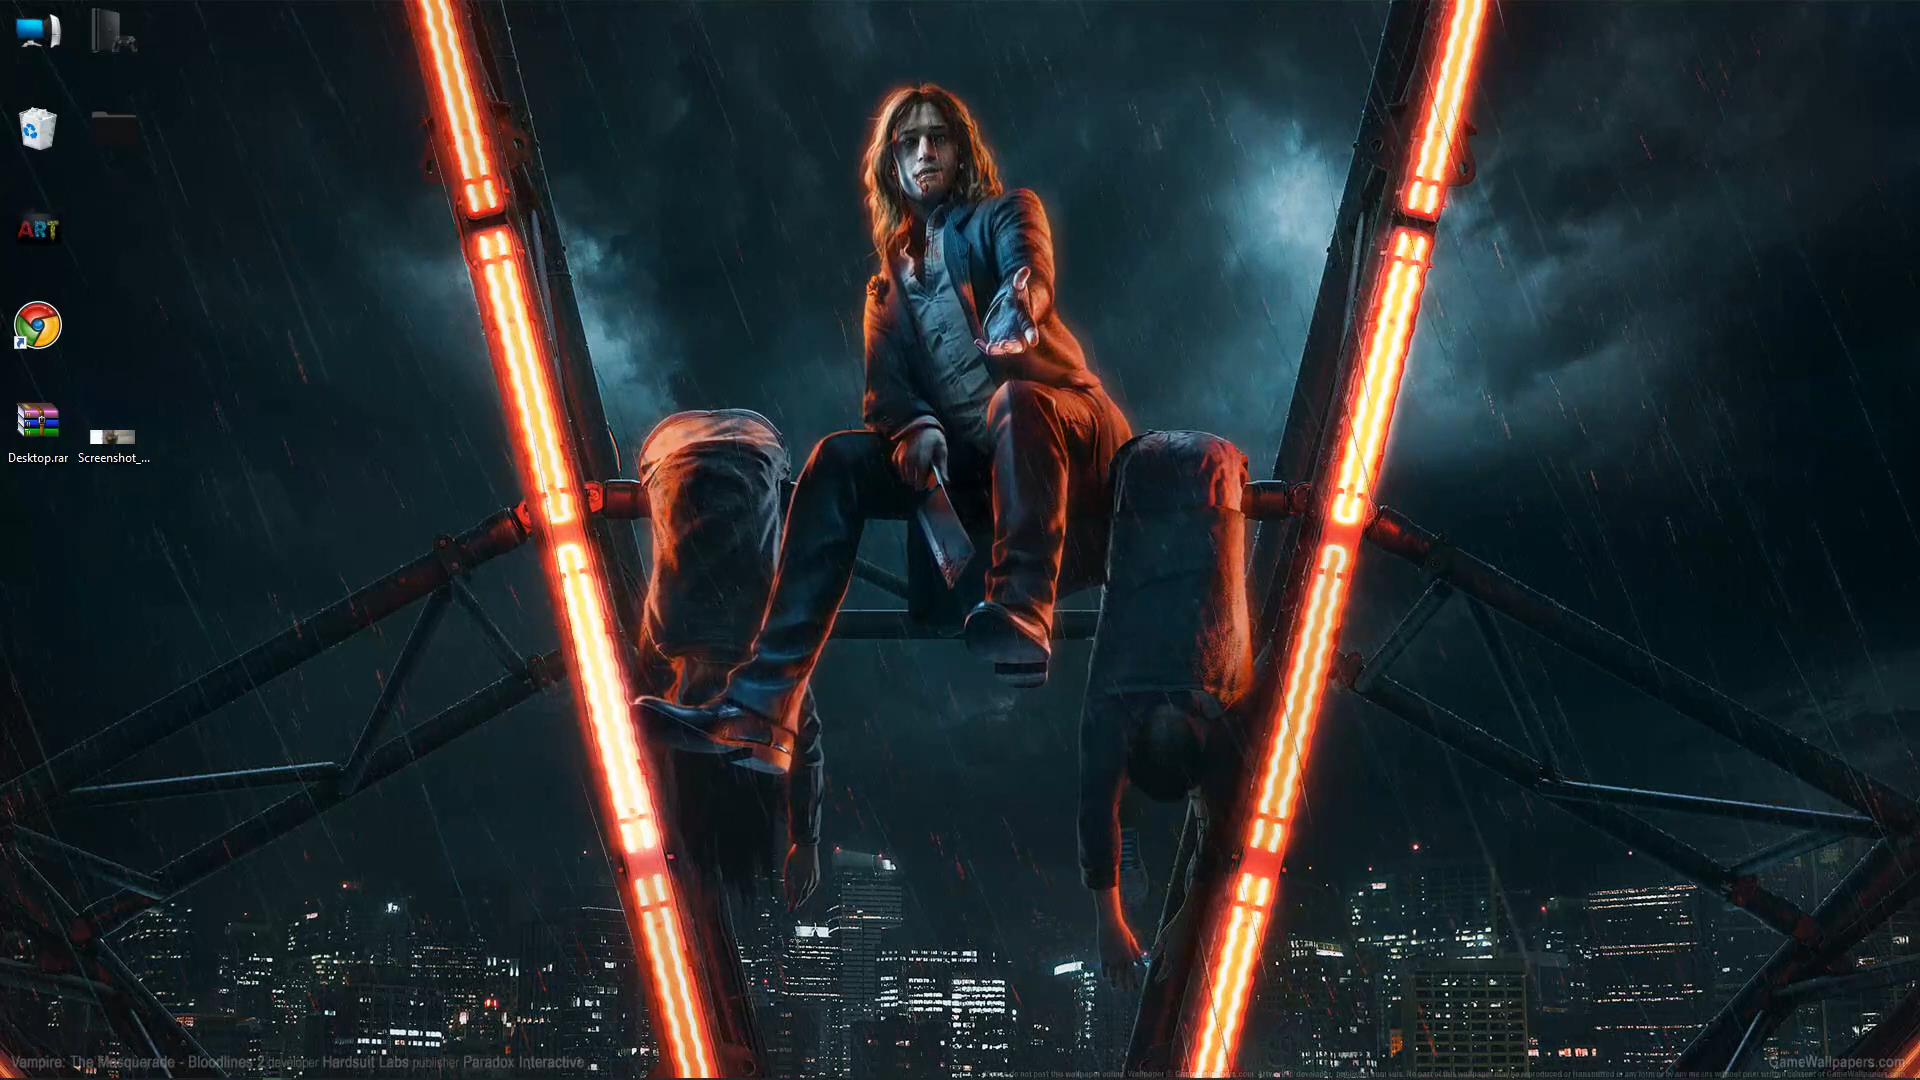 ART
Desktop.rar
Screenshot_...
Vampire: The Masquerade - Bloodlines 2 developer Hardsuit Labs publisher Paradox Interactive
GameWallpapers.com